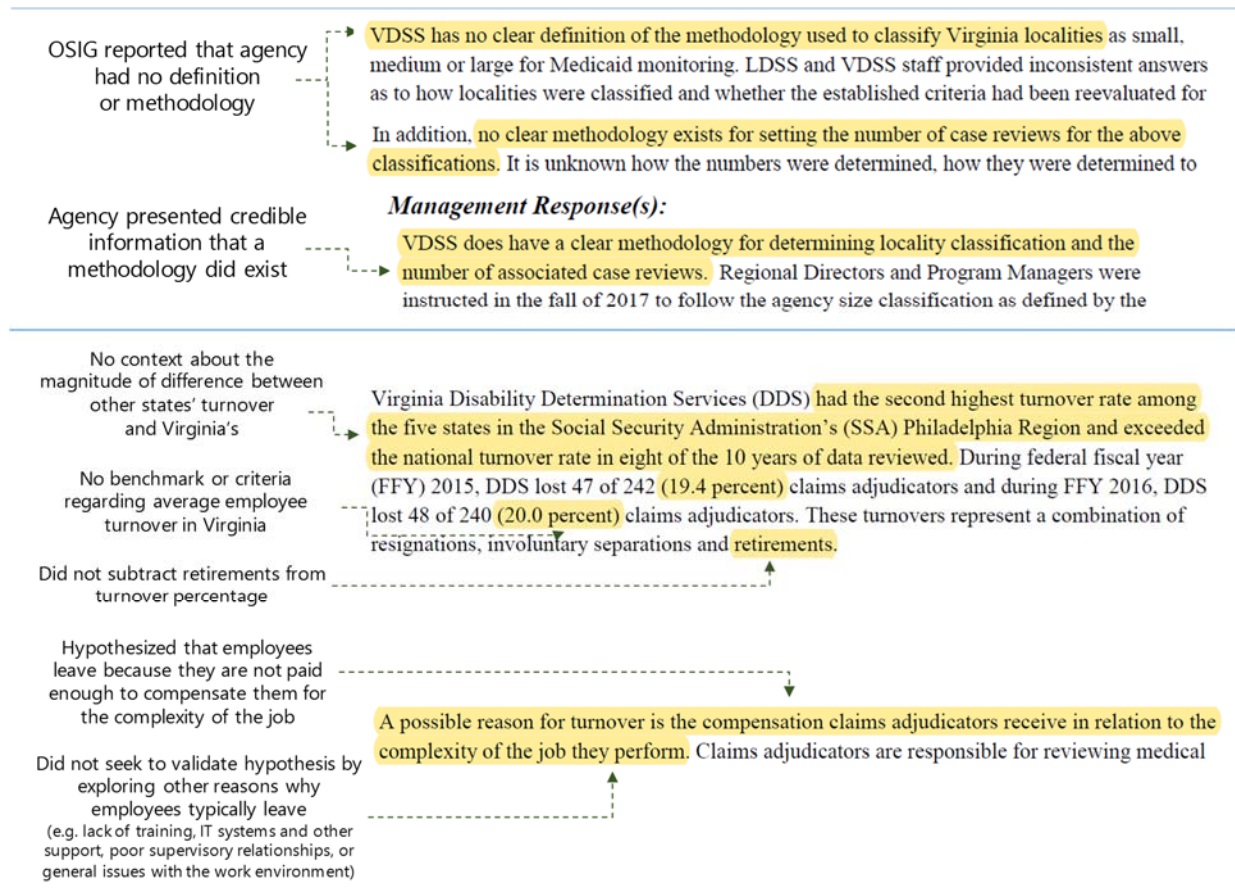 OSIG reported that agency
had no definition
or methodology
VDSS has no clear definition of the methodology used to classify Virginia localities as small,
medium or large for Medicaid monitoring. LDSS and VDSS staff provided inconsistent answers
as to how localities were classified and whether the established criteria had been reevaluated for
In addition, no clear methodology exists for setting the number of case reviews for the above
classifications. It is unknown how the numbers were determined, how they were determined to
Agency presented credible
information that a
methodology did exist
Management Response(s):
VDSS does have a clear methodology for determining locality classification and the
number of associated case reviews. Regional Directors and Program Managers were
instructed in the fall of 2017 to follow the agency size classification as defined by the
No context about the
magnitude of difference between
other states' turnover
and Virginia's
No benchmark or criteria
regarding average employee
turnover in Virginia
Did not subtract retirements from
turnover percentage
Virginia Disability Determination Services (DDS) had the second highest turnover rate among
the five states in the Social Security Administration's (SSA) Philadelphia Region and exceeded
the national turnover rate in eight of the 10 years of data reviewed. During federal fiscal year
(FFY) 2015, DDS lost 47 of 242 (19.4 percent) claims adjudicators and during FFY 2016, DDS
lost 48 of 240 (20.0 percent) claims adjudicators. These turnovers represent a combination of
resignations, involuntary separations and retirements.
Hypothesized that employees
leave because they are not paid
enough to compensate them for
the complexity of the job
Did not seek to validate hypothesis by
exploring other reasons why
employees typically leave
(e.g. lack of training, IT systems and other
support, poor supervisory relationships, or
general issues with the work environment)
A possible reason for turnover is the compensation claims adjudicators receive in relation to the
complexity of the job they perform. Claims adjudicators are responsible for reviewing medical